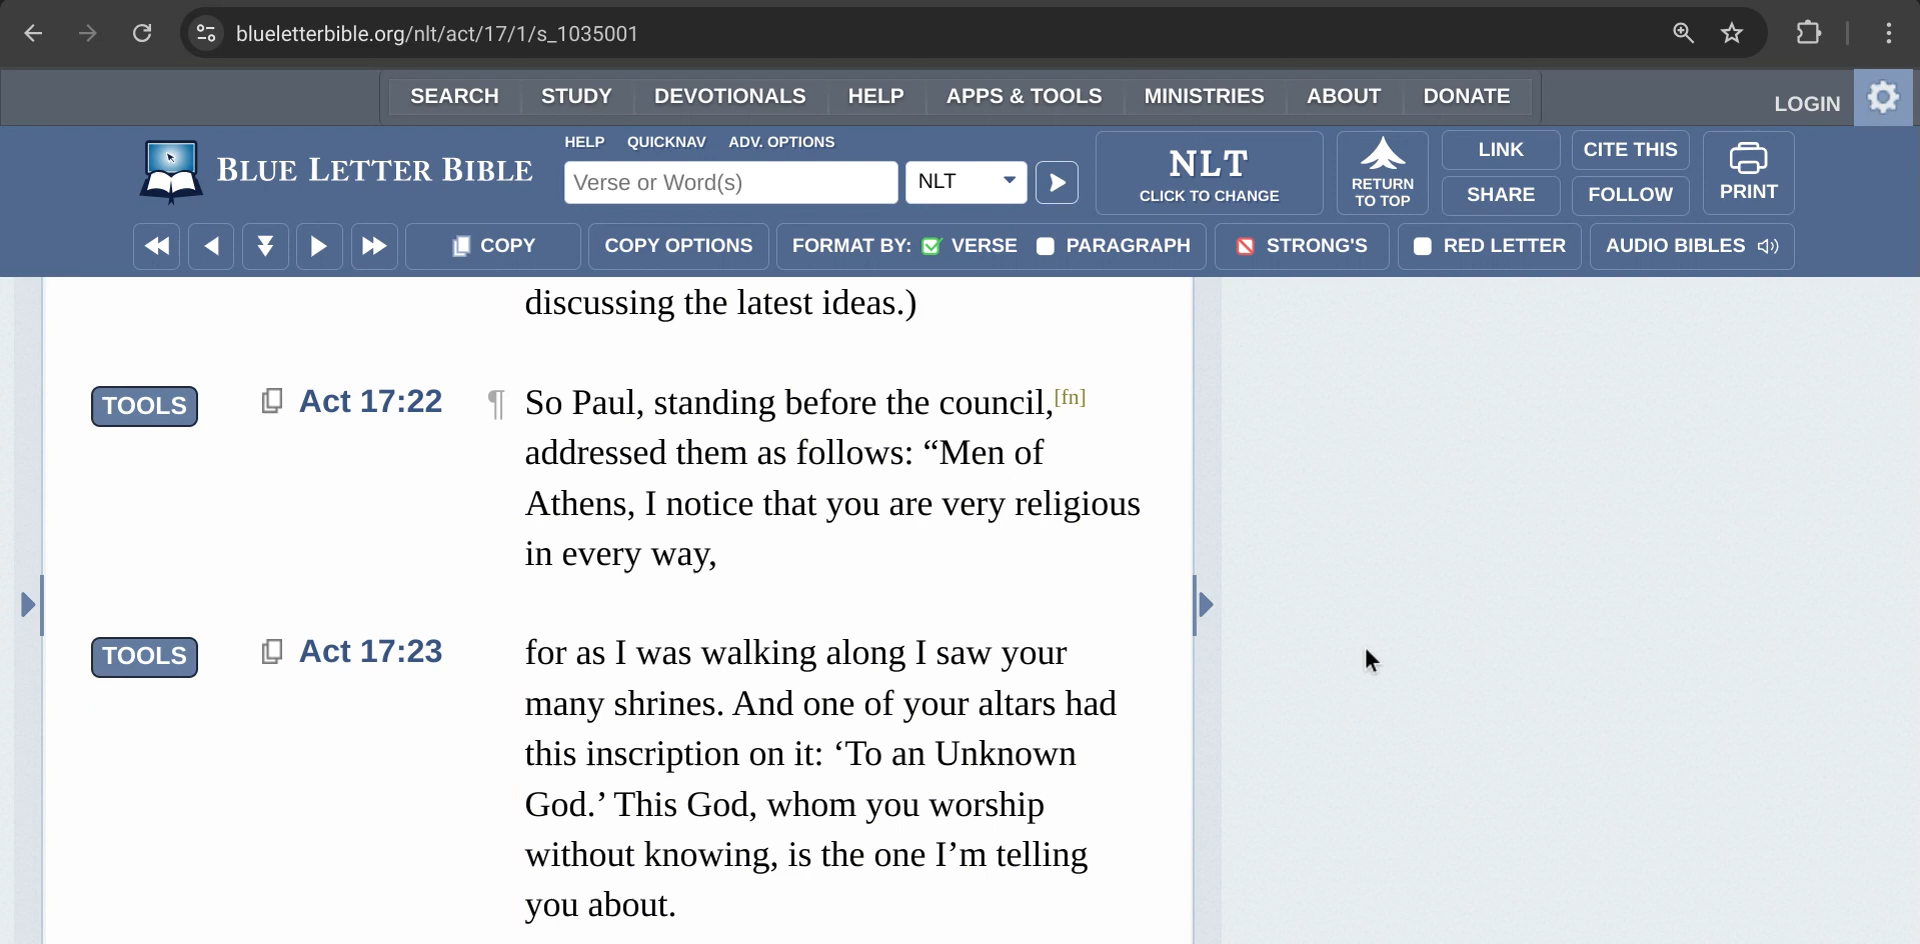 blueletterbible.org/nlt/act/17/1/s_1035001
SEARCH STUDY DEVOTIONALS HELP APPS & TOOLS MINISTRIES ABOUT DONATE
LOGIN
BLUE LETTER BIBLE
HELP QUICKNAV ADV. OPTIONS
Verse or Word(s)
NLT
NLT
CLICK TO CHANGE
RETURN
TO TOP
LINK
CITE THIS
SHARE
FOLLOW
PRINT
COPY
COPY OPTIONS
FORMAT BY: VERSE PARAGRAPH
STRONG'S
RED LETTER
AUDIO BIBLES
discussing the latest ideas.)
TOOLS
Act 17:22
¶ So Paul, standing before the council,[fn]
addressed them as follows: “Men of
Athens, I notice that you are very religious
in every way,
TOOLS
Act 17:23
for as I was walking along I saw your
many shrines. And one of your altars had
this inscription on it: ‘To an Unknown
God.’ This God, whom you worship
without knowing, is the one I’m telling
you about.